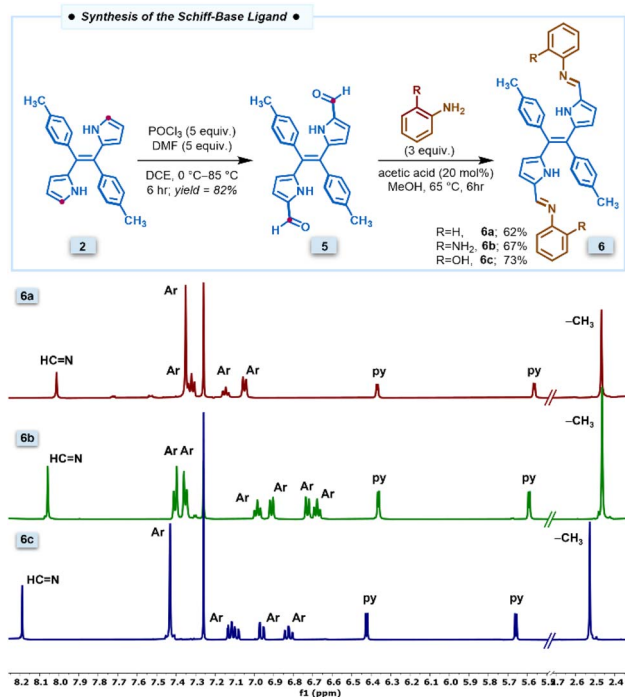 ● Synthesis of the Schiff-Base Ligand ●
CH₃
HN
NH
CH₃
2
POCl₃ (5 equiv.)
DMF (5 equiv.)
DCE, 0 °C–85 °C
6 hr; yield = 82%
O
CH₃
HN
NH
CH₃
O
5
R
NH₂
(3 equiv.)
acetic acid (20 mol%)
MeOH, 65 °C, 6hr
R=H, 6a; 62%
R=NH₂, 6b; 67%
R=OH, 6c; 73%
R
N
CH₃
HN
NH
CH₃
N
R
6
6a
HC=N
Ar
Ar
Ar
Ar
py
py
–CH₃
6b
HC=N
Ar
Ar
Ar
Ar
Ar
Ar
py
py
–CH₃
6c
HC=N
Ar
Ar
Ar
Ar
py
py
–CH₃
8.2 8.1 8.0 7.9 7.8 7.7 7.6 7.5 7.4 7.3 7.2 7.1 7.0 6.9 6.8 6.7 6.6 6.5 6.4 6.3 6.2 6.1 6.0 5.9 5.8 5.7 5.6 2.6 2.5 2.4
f1 (ppm)